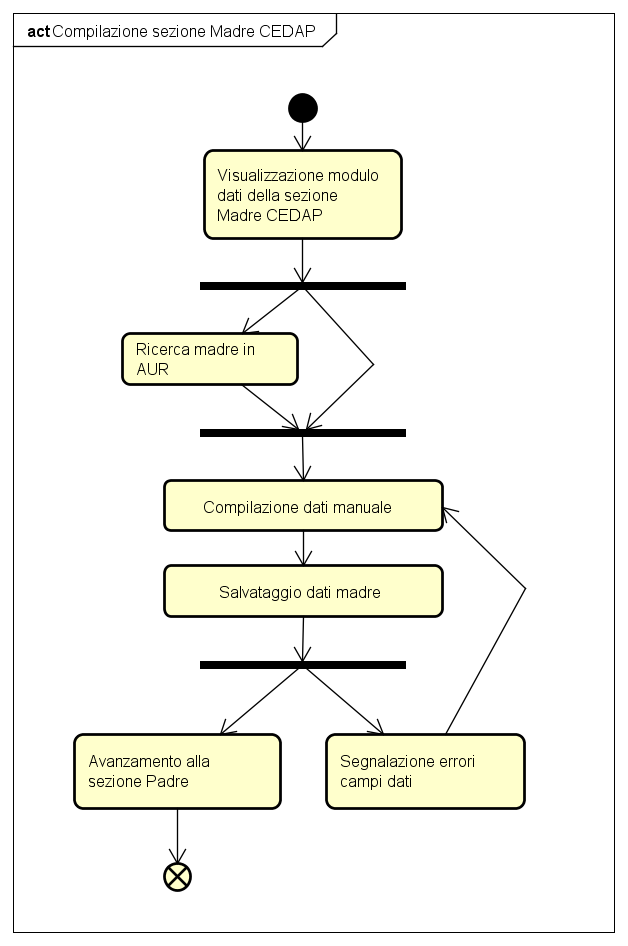 act Compilazione sezione Madre CEDAP
Visualizzazione modulo
dati della sezione
Madre CEDAP
Ricerca madre in
AUR
Compilazione dati manuale
Salvataggio dati madre
Avanzamento alla
sezione Padre
Segnalazione errori
campi dati